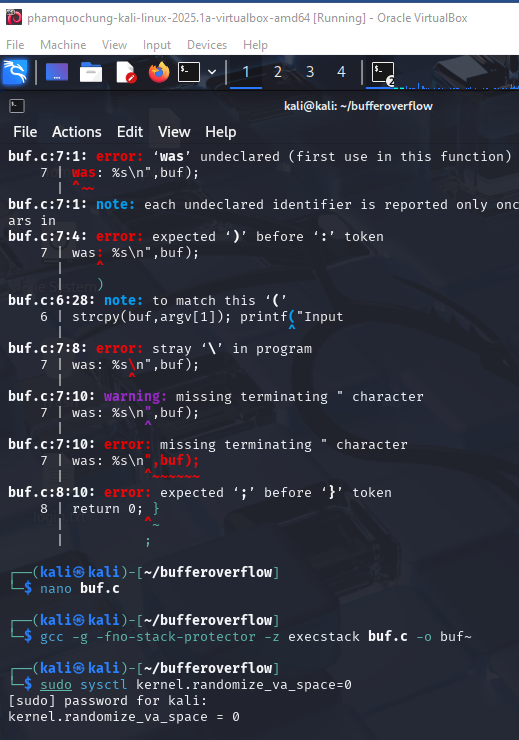 phamquochung-kali-linux-2025.1a-virtualbox-amd64 [Running] - Oracle VirtualBox
File Machine View Input Devices Help
1 2 3 4 2
kali@kali: ~/bufferoverflow
File Actions Edit View Help
buf.c:7:1: error: ‘was’ undeclared (first use in this function)
7 | was: %s\n",buf);
| ^~~
buf.c:7:1: note: each undeclared identifier is reported only onc
ars in
buf.c:7:4: error: expected ‘)’ before ‘:’ token
7 | was: %s\n",buf);
| ^
| )
buf.c:6:28: note: to match this ‘(’
6 | strcpy(buf,argv[1]); printf("Input
| ^
buf.c:7:8: error: stray ‘\’ in program
7 | was: %s\n",buf);
| ^
buf.c:7:10: warning: missing terminating " character
7 | was: %s\n",buf);
| ^
buf.c:7:10: error: missing terminating " character
7 | was: %s\n",buf);
| ^~~~~~~
buf.c:8:10: error: expected ‘;’ before ‘}’ token
8 | return 0; }
| ^~
| ;
┌──(kali㉿kali)-[~/bufferoverflow]
└─$ nano buf.c
┌──(kali㉿kali)-[~/bufferoverflow]
└─$ gcc -g -fno-stack-protector -z execstack buf.c -o buf~
┌──(kali㉿kali)-[~/bufferoverflow]
└─$ sudo sysctl kernel.randomize_va_space=0
[sudo] password for kali:
kernel.randomize_va_space = 0